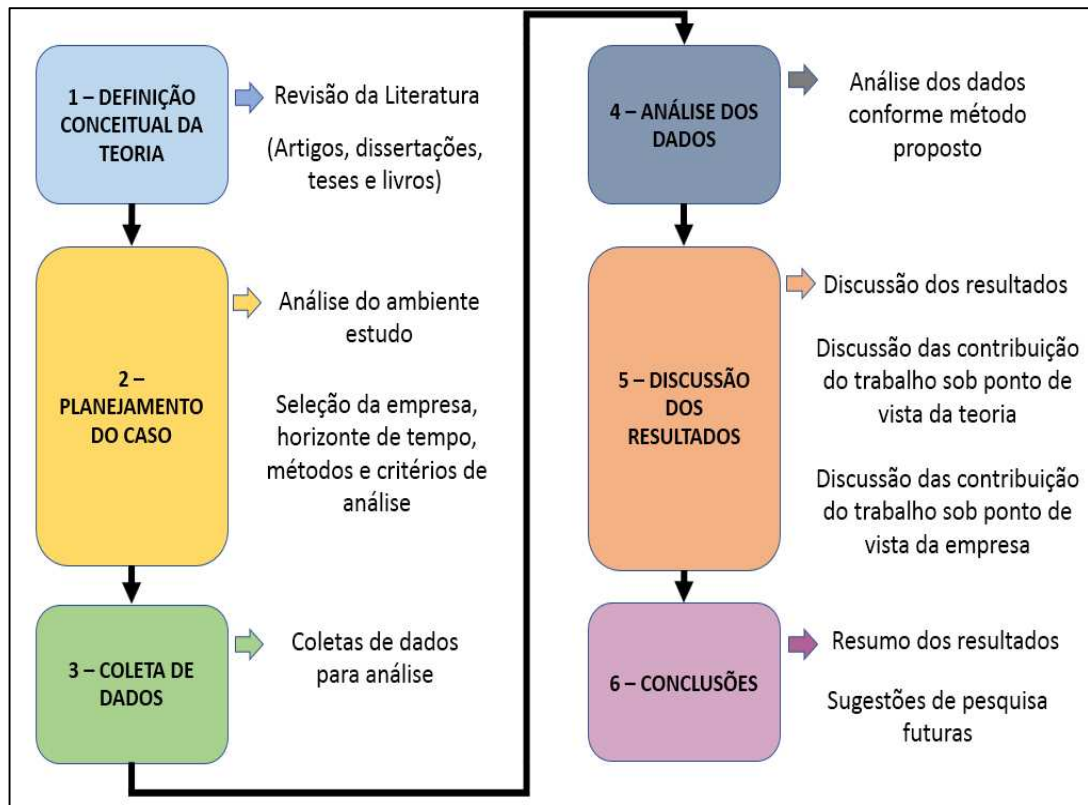 1 – DEFINIÇÃO
CONCEITUAL DA
TEORIA
Revisão da Literatura
(Artigos, dissertações,
teses e livros)
2 –
PLANEJAMENTO
DO CASO
Análise do ambiente
estudo
Seleção da empresa,
horizonte de tempo,
métodos e critérios de
análise
3 – COLETA DE
DADOS
Coletas de dados
para análise
4 – ANÁLISE DOS
DADOS
Análise dos dados
conforme método
proposto
5 – DISCUSSÃO
DOS
RESULTADOS
Discussão dos resultados
Discussão das contribuição
do trabalho sob ponto de
vista da teoria
Discussão das contribuição
do trabalho sob ponto de
vista da empresa
6 – CONCLUSÕES
Resumo dos resultados
Sugestões de pesquisa
futuras